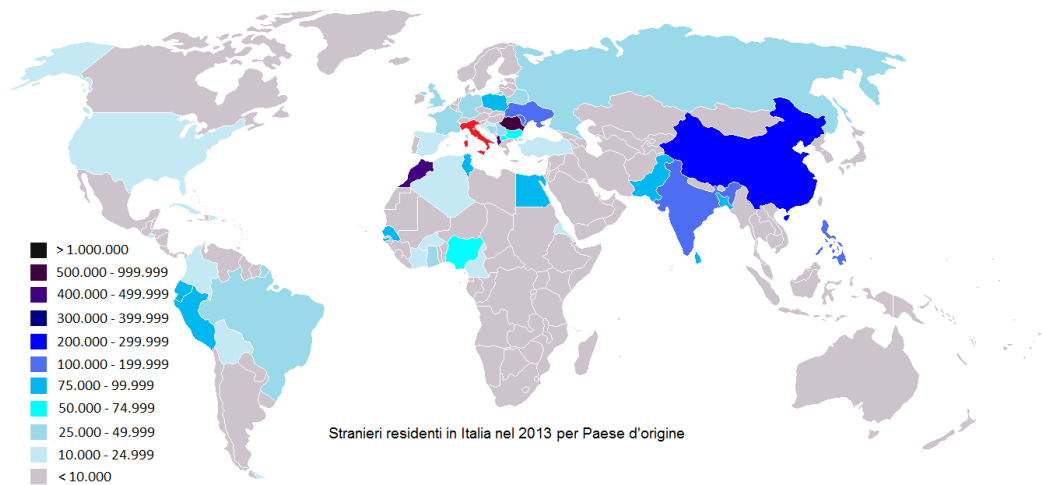 > 1.000.000
500.000 - 999.999
400.000 - 499.999
300.000 - 399.999
200.000 - 299.999
100.000 - 199.999
75.000 - 99.999
50.000 - 74.999
25.000 - 49.999
10.000 - 24.999
< 10.000
Stranieri residenti in Italia nel 2013 per Paese d'origine